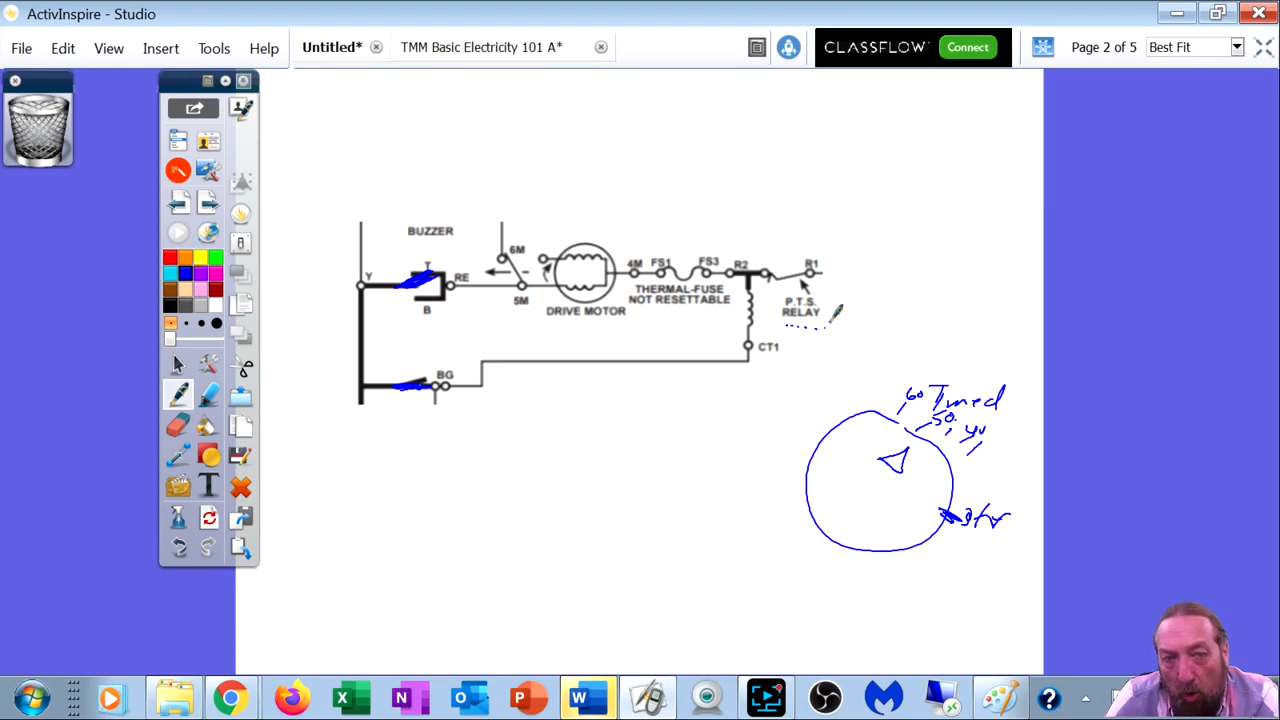 ActivInspire - Studio
File Edit View Insert Tools Help
Untitled*
TMM Basic Electricity 101 A*
CLASSFLOW
Connect
Page 2 of 5
Best Fit
BUZZER
6M
T
Y
RE
B
5M
DRIVE MOTOR
4M
FS1
FS3
THERMAL-FUSE
NOT RESETTABLE
R2
R1
P.T.S.
RELAY
CT1
BG
60 Timed
50
40